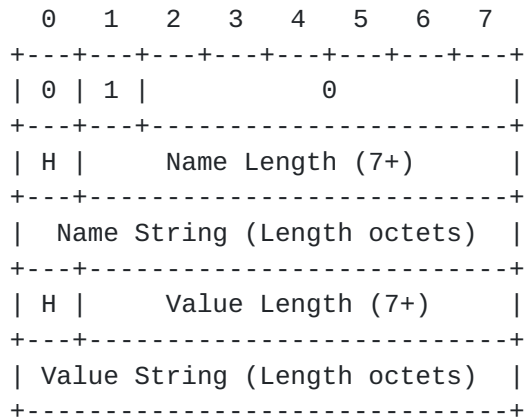 0   1   2   3   4   5   6   7
+---+---+---+---+---+---+---+---+
| 0 | 1 |           0           |
+---+---+-----------------------+
| H |     Name Length (7+)      |
+---+---------------------------+
|  Name String (Length octets)  |
+---+---------------------------+
| H |     Value Length (7+)     |
+---+---------------------------+
| Value String (Length octets)  |
+-------------------------------+